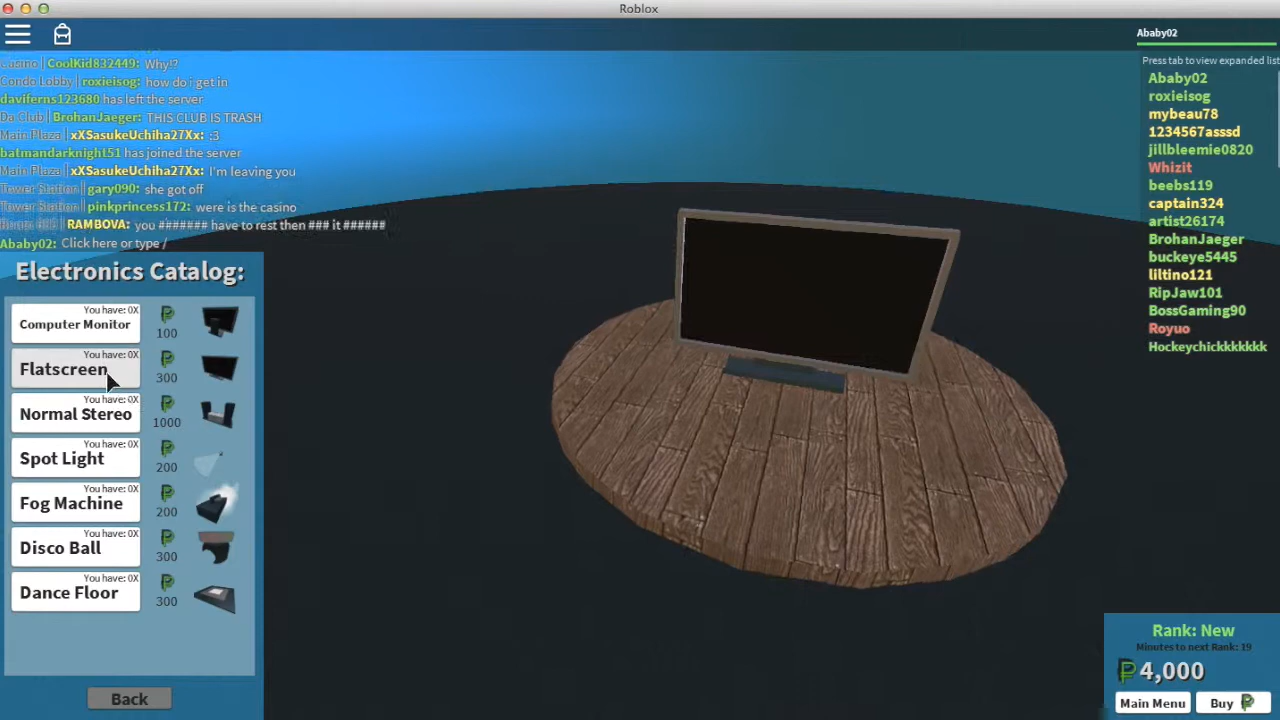 Roblox
Casino | CoolKid832449: Why!?
Condo Lobby | roxieisog: how do i get in
daviferns123680 has left the server
Da Club | BrohanJaeger: THIS CLUB IS TRASH
Main Plaza | xXSasukeUchiha27Xx: :3
batmandarknight51 has joined the server
Main Plaza | xXSasukeUchiha27Xx: I'm leaving you
Tower Station | gary090: she got off
Tower Station | pinkprincess172: were is the casino
RAMBOVA: you ####### have to rest then ### it ######
Ababy02: Click here or type /
Electronics Catalog:
You have: 0X
Computer Monitor
100
You have: 0X
Flatscreen
300
You have: 0X
Normal Stereo
1000
You have: 0X
Spot Light
200
You have: 0X
Fog Machine
200
You have: 0X
Disco Ball
300
You have: 0X
Dance Floor
300
Back
Ababy02
Press tab to view expanded list
Ababy02
roxieisog
mybeau78
1234567asssd
jillbleemie0820
Whizit
beebs119
captain324
artist26174
BrohanJaeger
buckeye5445
liltino121
RipJaw101
BossGaming90
Royuo
Hockeychickkkkkkk
Rank: New
Minutes to next Rank: 19
4,000
Main Menu
Buy